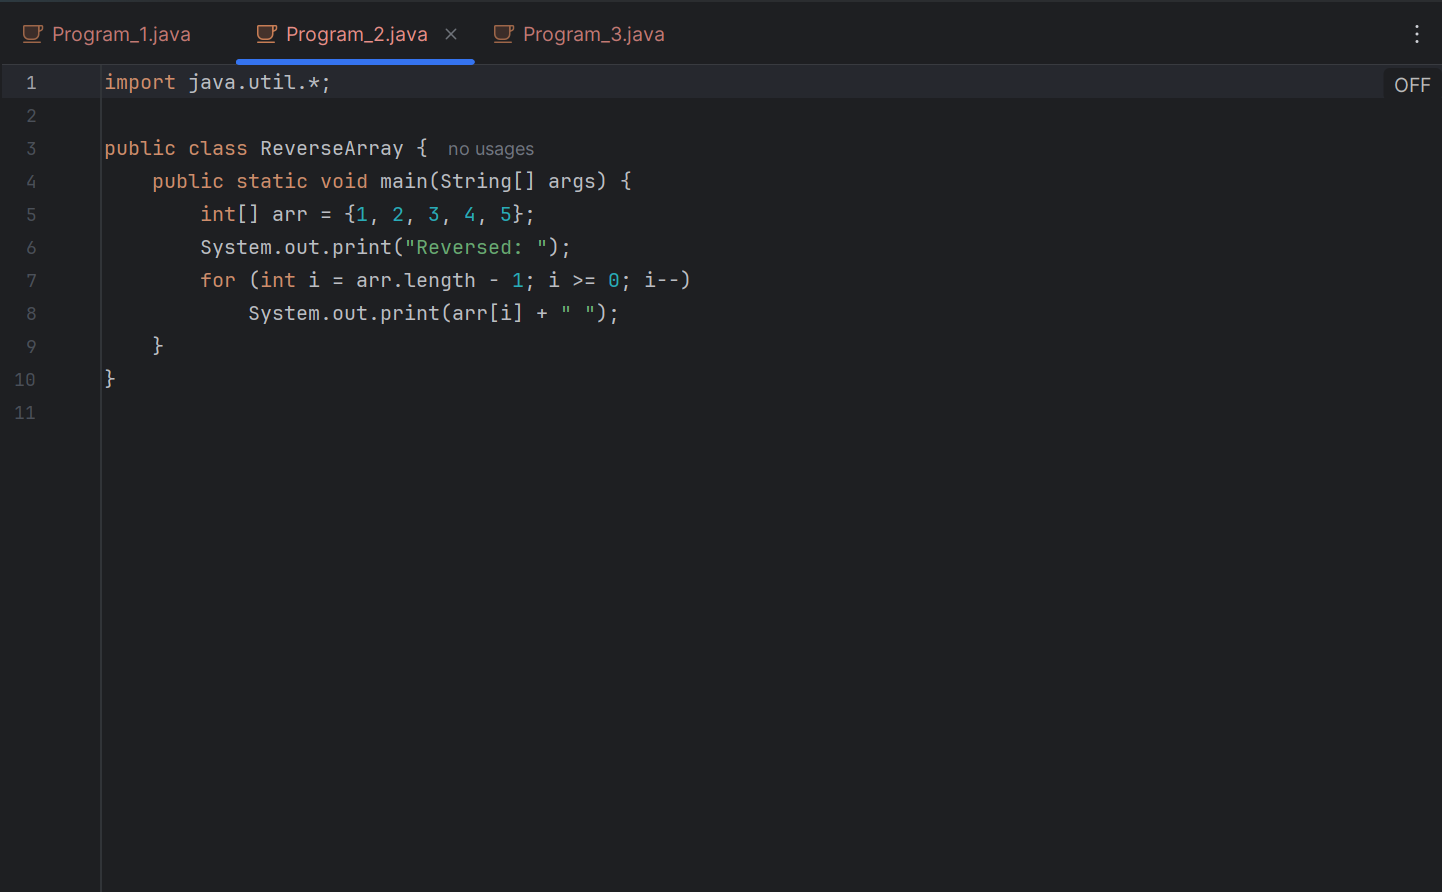 Program_1.java Program_2.java Program_3.java
OFF
1 import java.util.*;
2
3 public class ReverseArray { no usages
4     public static void main(String[] args) {
5         int[] arr = {1, 2, 3, 4, 5};
6         System.out.print("Reversed: ");
7         for (int i = arr.length - 1; i >= 0; i--)
8             System.out.print(arr[i] + " ");
9     }
10 }
11